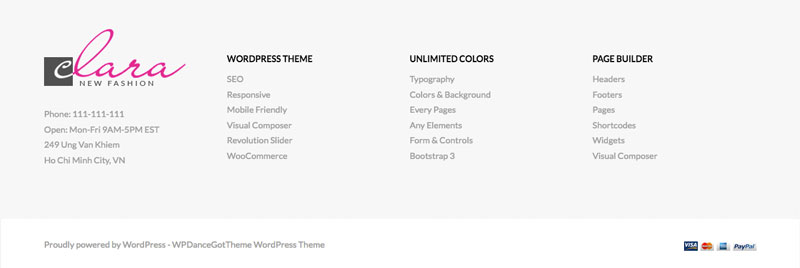 clara
NEW FASHION
Phone: 111-111-111
Open: Mon-Fri 9AM-5PM EST
249 Ung Van Khiem
Ho Chi Minh City, VN
WORDPRESS THEME
SEO
Responsive
Mobile Friendly
Visual Composer
Revolution Slider
WooCommerce
UNLIMITED COLORS
Typography
Colors & Background
Every Pages
Any Elements
Form & Controls
Bootstrap 3
PAGE BUILDER
Headers
Footers
Pages
Shortcodes
Widgets
Visual Composer
Proudly powered by WordPress - WPDanceGotTheme WordPress Theme
VISA
PayPal